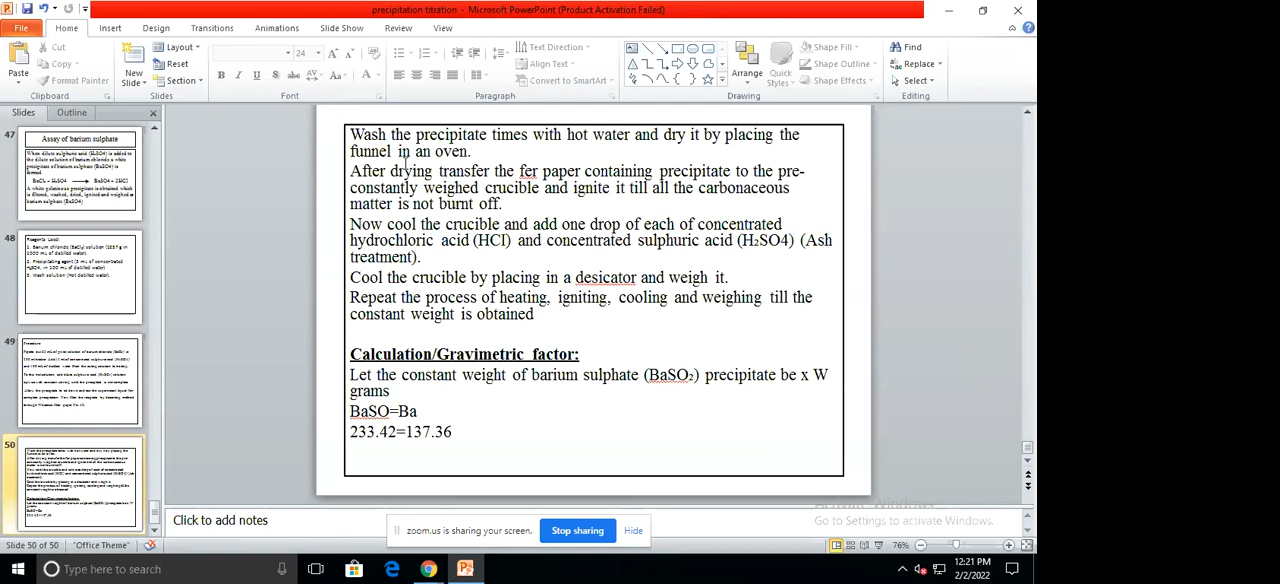 precipitation titration - Microsoft PowerPoint (Product Activation Failed)
File Home Insert Design Transitions Animations Slide Show Review View
Paste
Cut
Copy
Format Painter
Clipboard
New
Slide
Layout
Reset
Section
Slides
24
Font
Text Direction
Align Text
Convert to SmartArt
Paragraph
Arrange
Quick
Styles
Shape Fill
Shape Outline
Shape Effects
Drawing
Find
Replace
Select
Editing
Slides Outline
47
Assay of barium sulphate
48
49
50
Wash the precipitate times with hot water and dry it by placing the
funnel in an oven.
After drying transfer the fer paper containing precipitate to the pre-
constantly weighed crucible and ignite it till all the carbonaceous
matter is not burnt off.
Now cool the crucible and add one drop of each of concentrated
hydrochloric acid (HCI) and concentrated sulphuric acid (H₂SO4) (Ash
treatment).
Cool the crucible by placing in a desicator and weigh it.
Repeat the process of heating, igniting, cooling and weighing till the
constant weight is obtained
Calculation/Gravimetric factor:
Let the constant weight of barium sulphate (BaSO₂) precipitate be x W
grams
BaSO=Ba
233.42=137.36
Activate Windows
Go to Settings to activate Windows.
Click to add notes
zoom.us is sharing your screen. Stop sharing Hide
Slide 50 of 50 "Office Theme" 76%
Type here to search
12:21 PM
2/2/2022